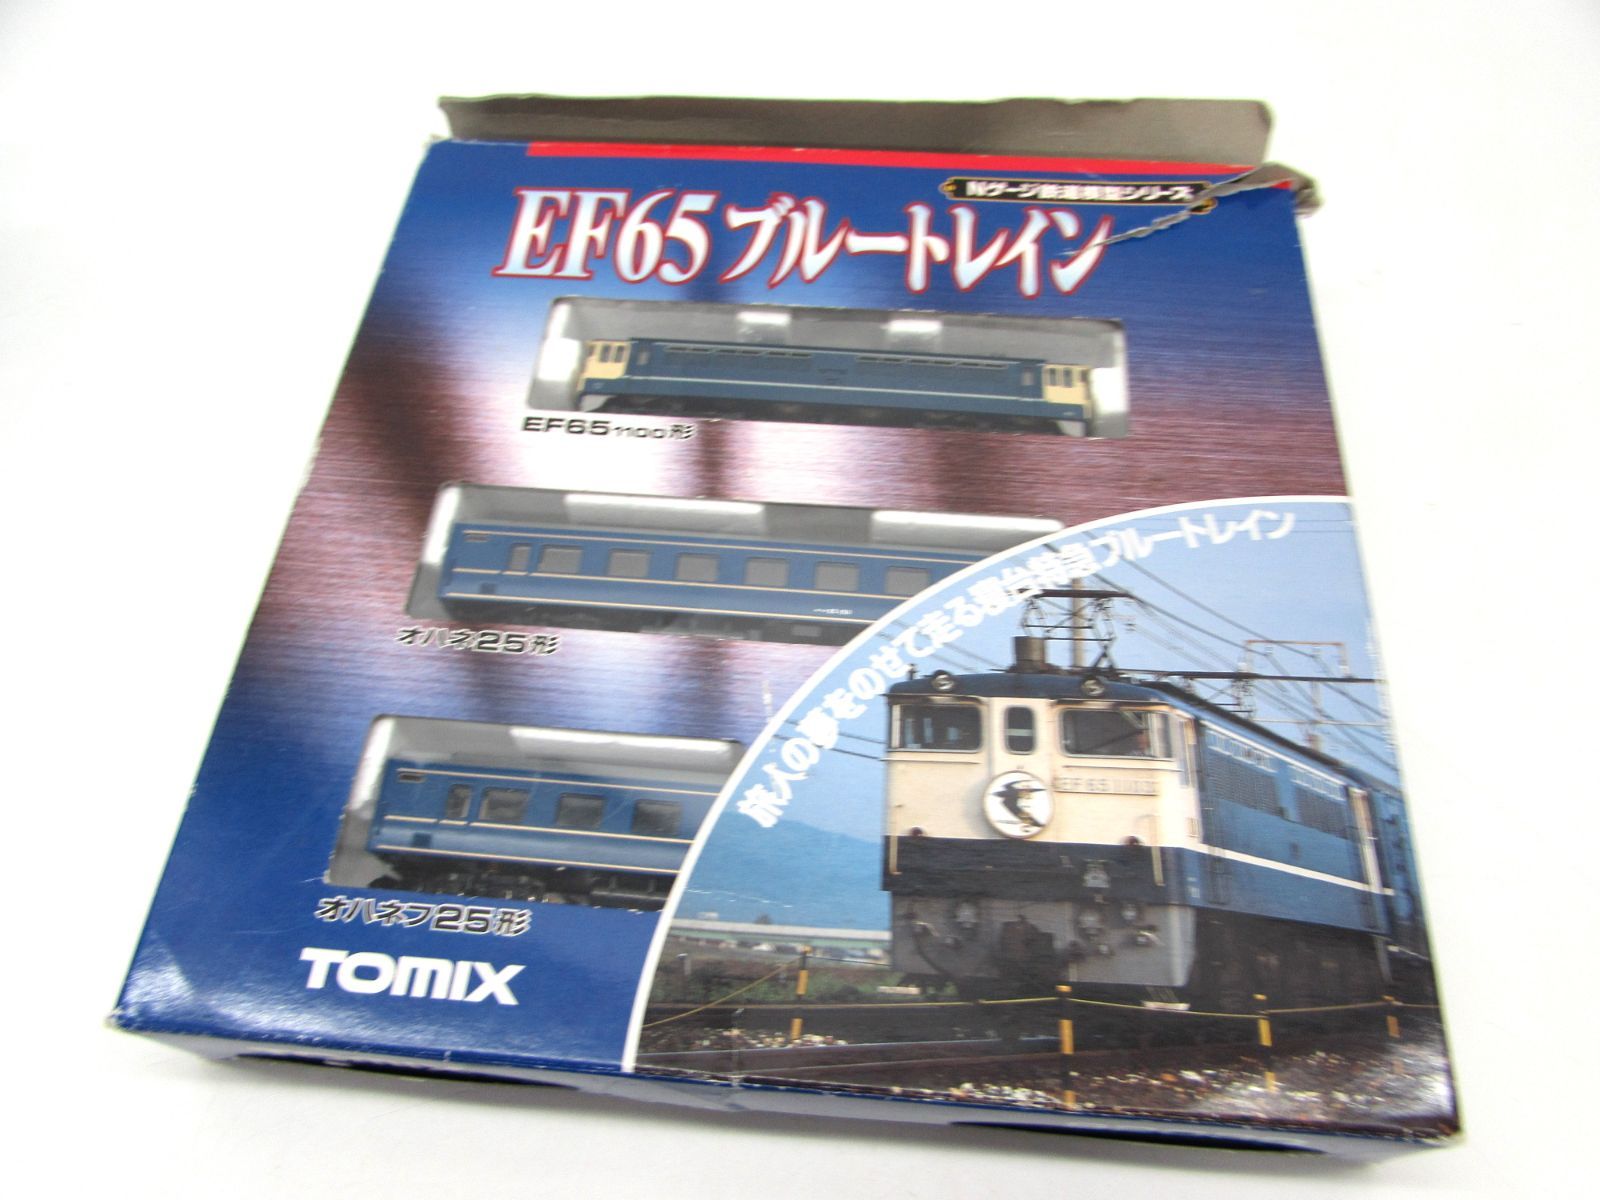 Nゲージ鉄道模型シリーズ
EF65 ブルートレイン
EF65 1100形
オハネ25形
旅人の夢をのせて走る寝台特急ブルートレイン
EF65 1100
オハネフ25形
TOMIX